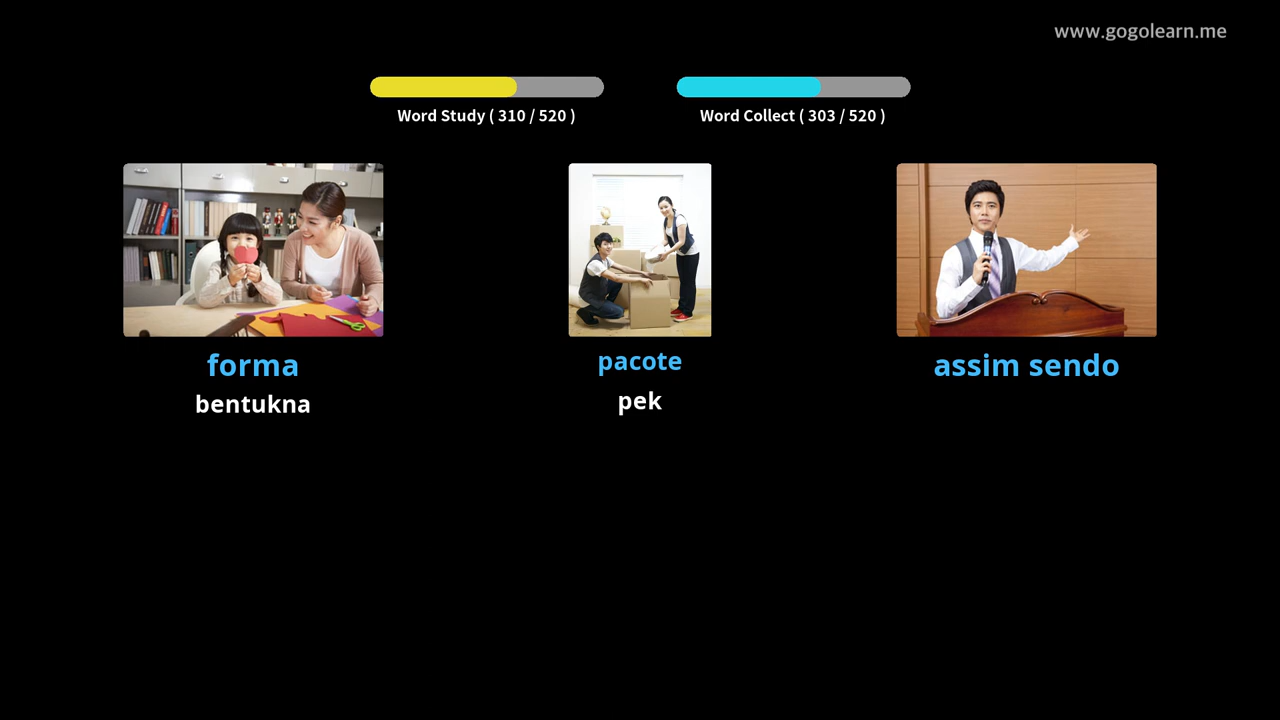 www.gogolearn.me
Word Study ( 310 / 520 )
Word Collect ( 303 / 520 )
forma
bentukna
pacote
pek
assim sendo